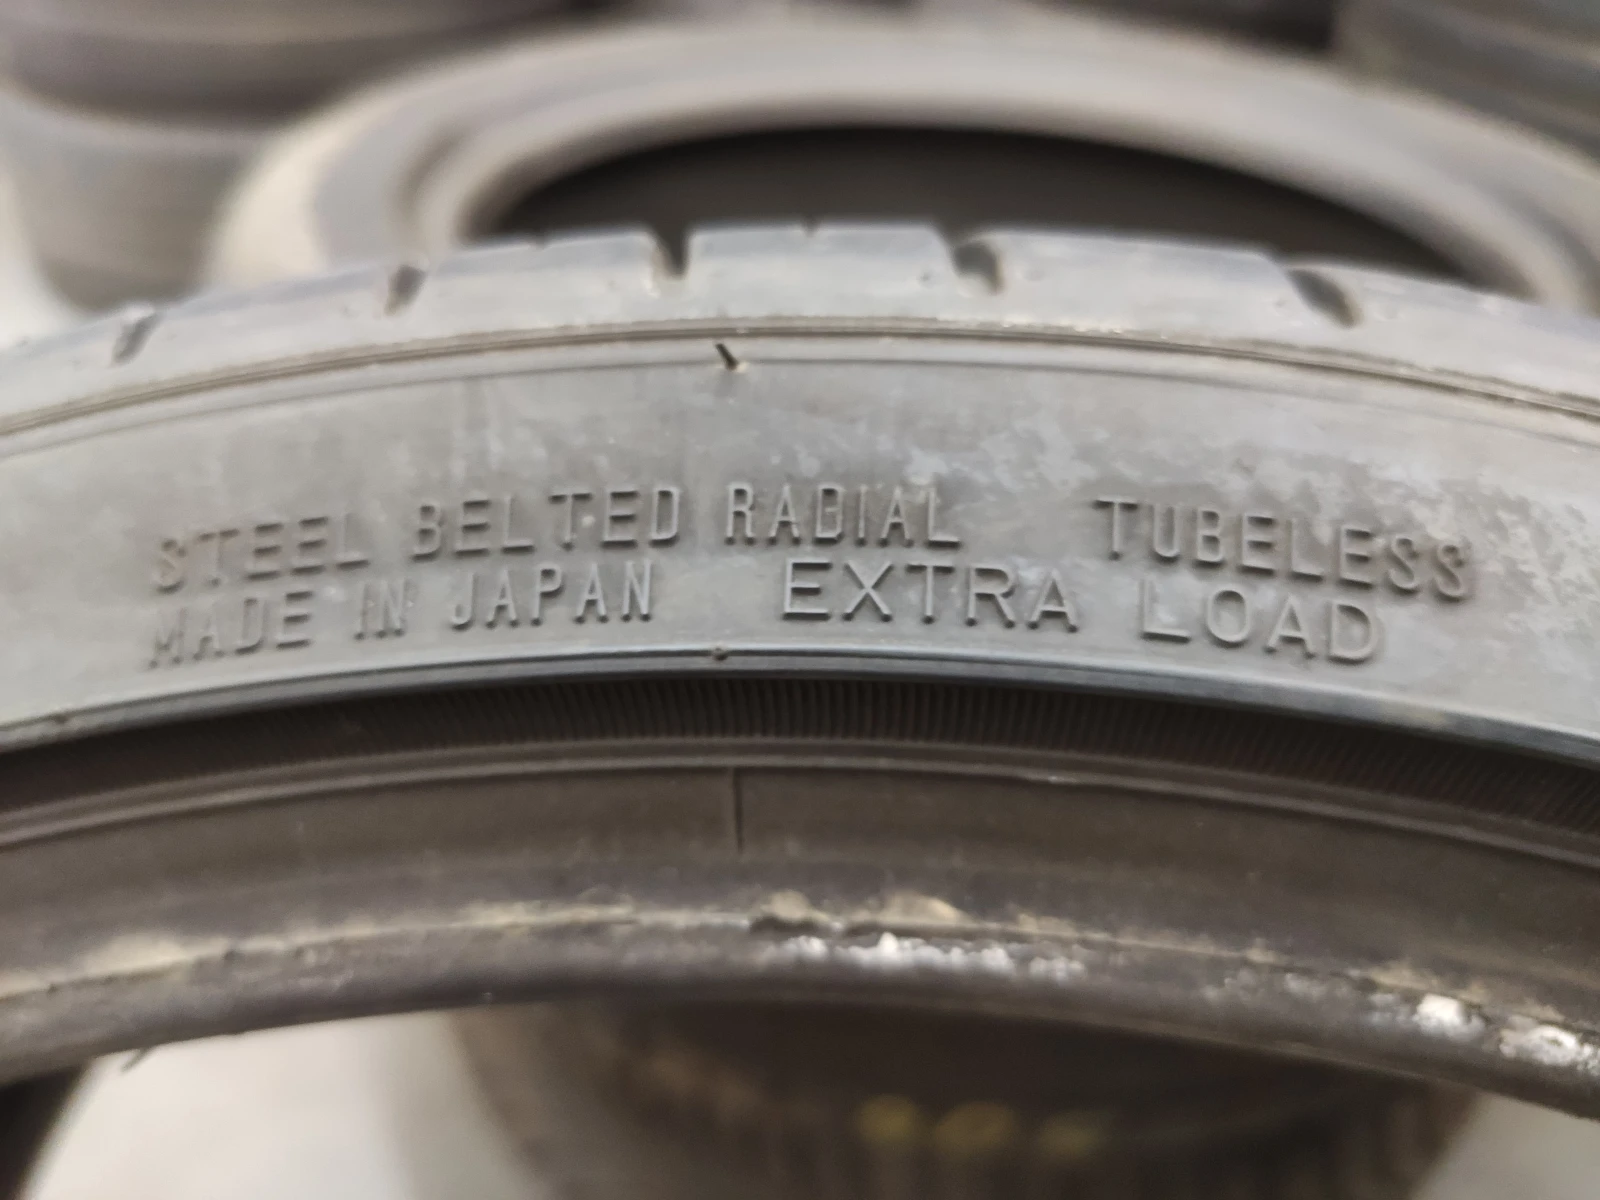 STEEL BELTED RADIAL TUBELESS
MADE IN JAPAN EXTRA LOAD